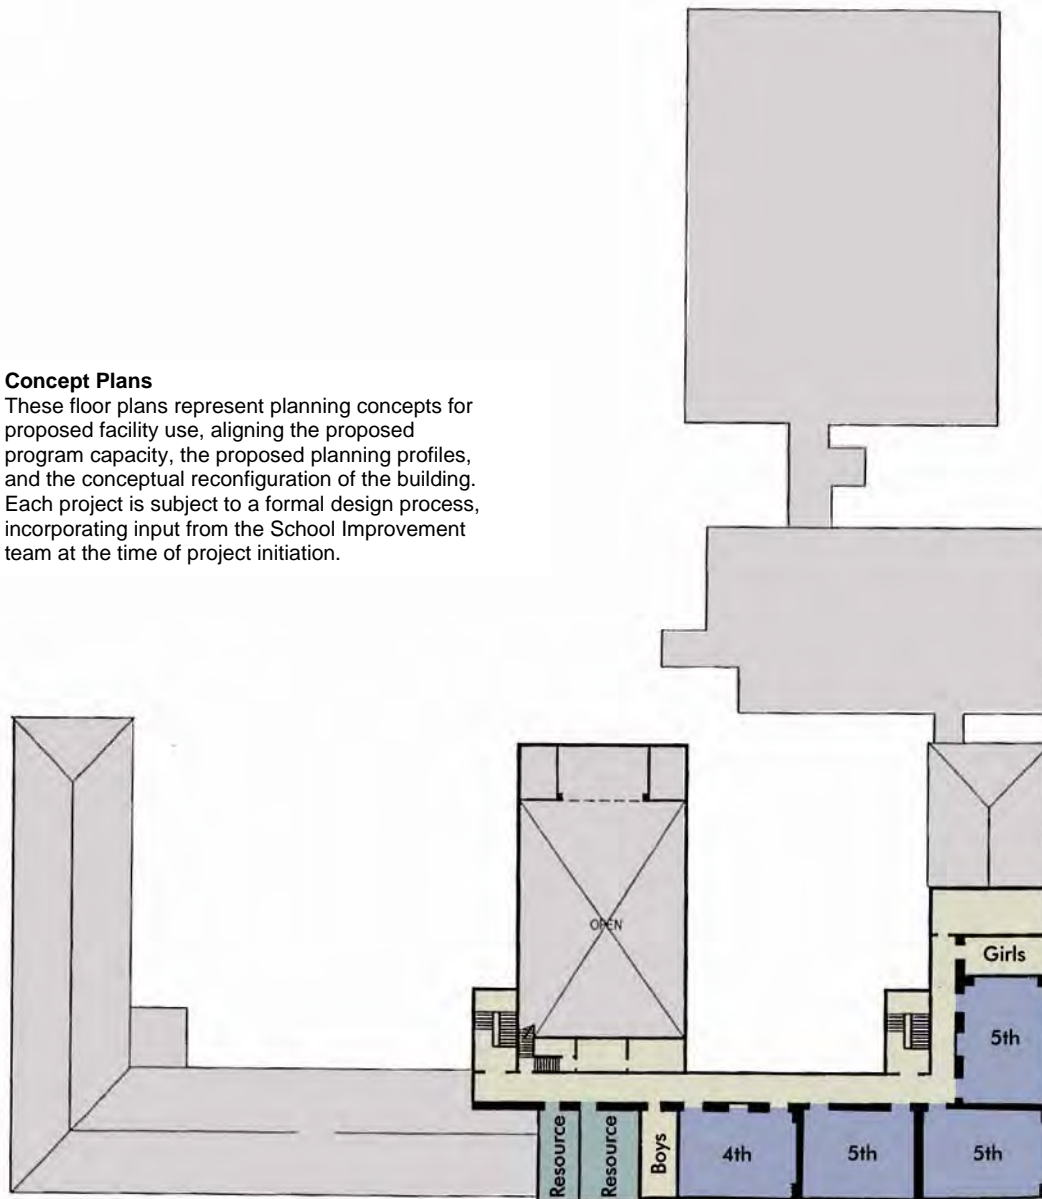 Concept Plans
These floor plans represent planning concepts for
proposed facility use, aligning the proposed
program capacity, the proposed planning profiles,
and the conceptual reconfiguration of the building.
Each project is subject to a formal design process,
incorporating input from the School Improvement
team at the time of project initiation.
OPEN
Girls
5th
Resource
Resource
Boys
4th
5th
5th